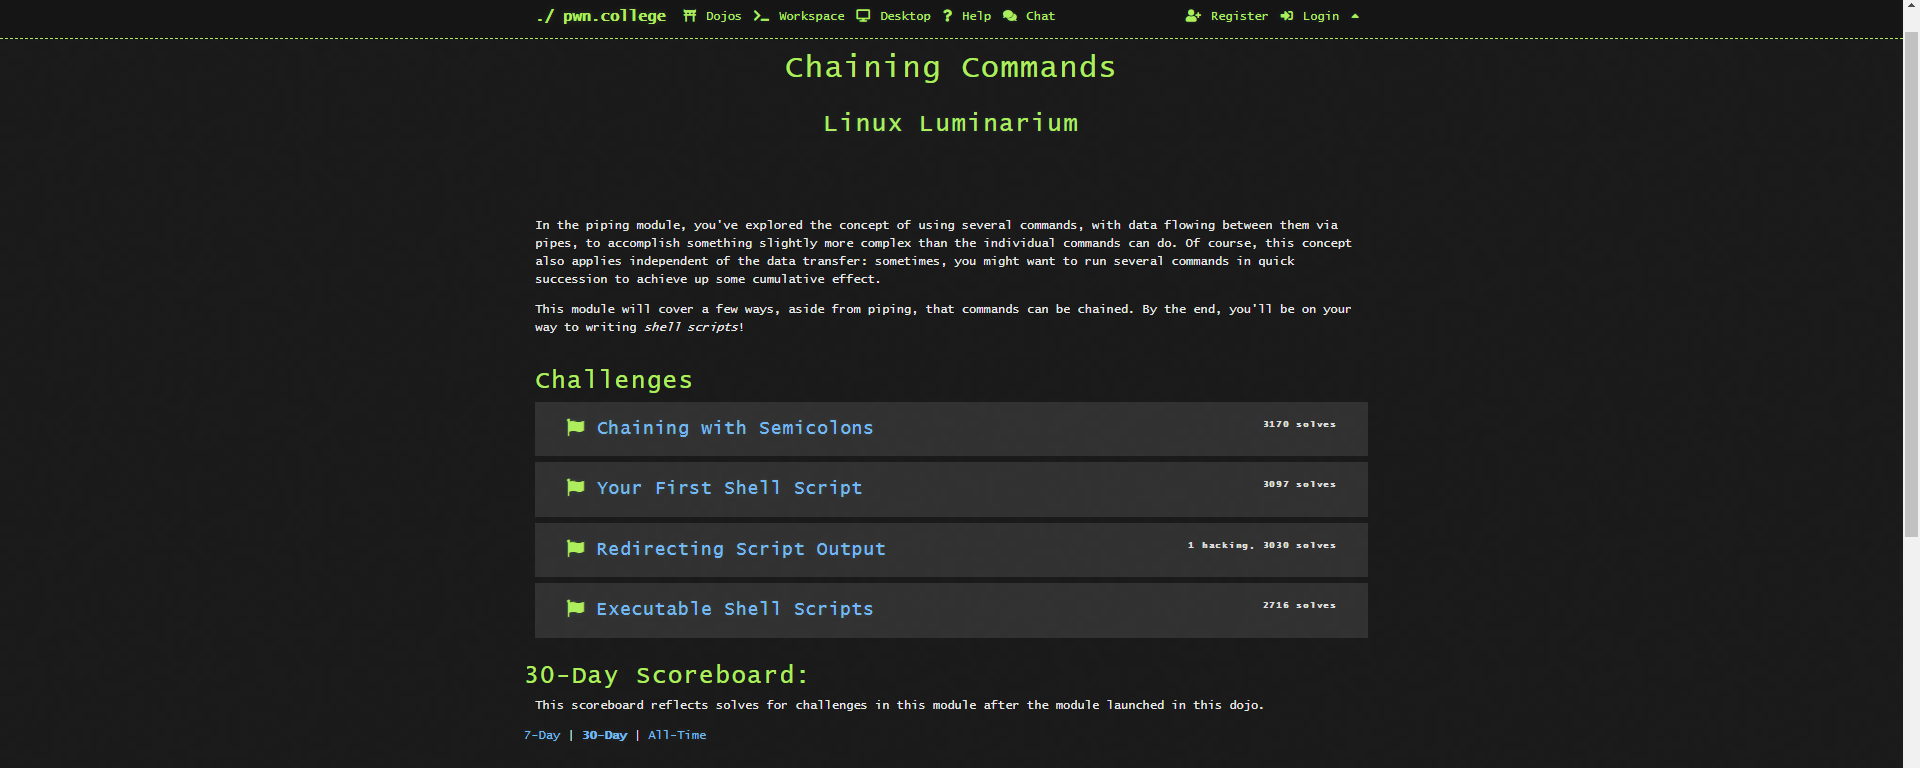 ./ pwn.college Dojos Workspace Desktop Help Chat Register Login
Chaining Commands
Linux Luminarium
In the piping module, you've explored the concept of using several commands, with data flowing between them via
pipes, to accomplish something slightly more complex than the individual commands can do. Of course, this concept
also applies independent of the data transfer: sometimes, you might want to run several commands in quick
succession to achieve up some cumulative effect.
This module will cover a few ways, aside from piping, that commands can be chained. By the end, you'll be on your
way to writing shell scripts!
Challenges
Chaining with Semicolons 3170 solves
Your First Shell Script 3097 solves
Redirecting Script Output 1 hacking, 3030 solves
Executable Shell Scripts 2716 solves
30-Day Scoreboard:
This scoreboard reflects solves for challenges in this module after the module launched in this dojo.
7-Day | 30-Day | All-Time